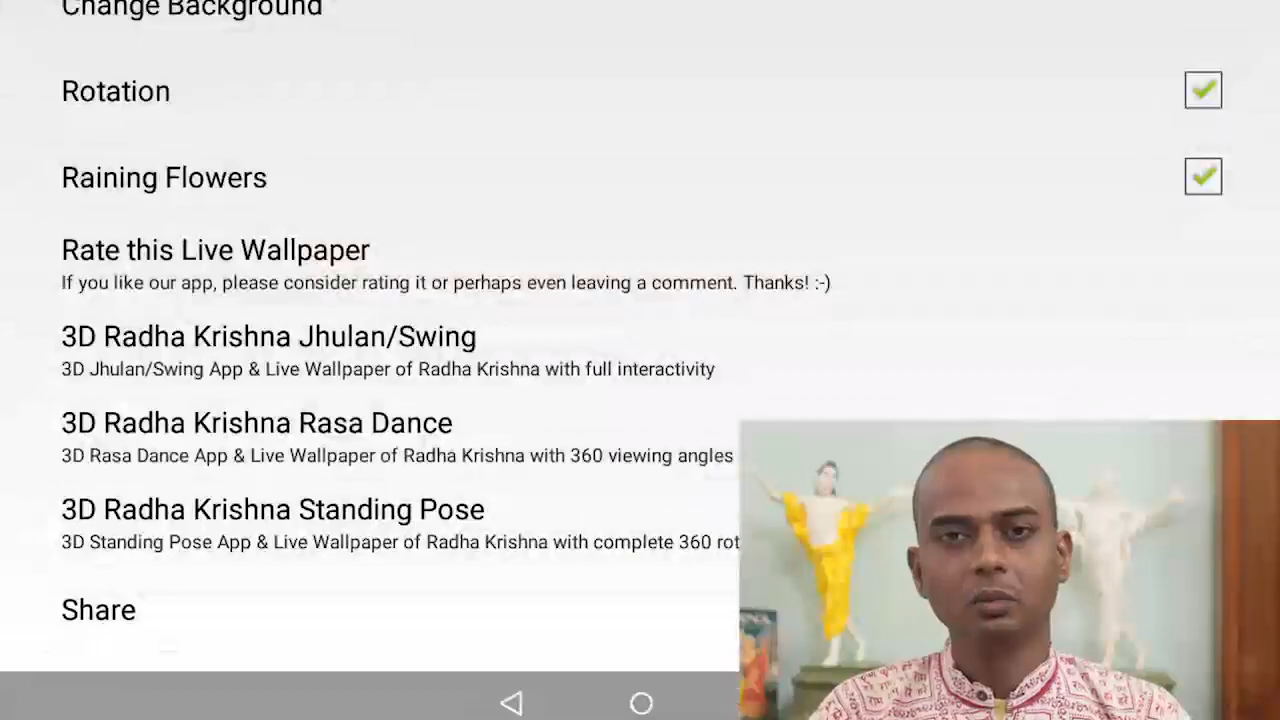 Change Background
Rotation
Raining Flowers
Rate this Live Wallpaper
If you like our app, please consider rating it or perhaps even leaving a comment. Thanks! :-)
3D Radha Krishna Jhulan/Swing
3D Jhulan/Swing App & Live Wallpaper of Radha Krishna with full interactivity
3D Radha Krishna Rasa Dance
3D Rasa Dance App & Live Wallpaper of Radha Krishna with 360 viewing angles
3D Radha Krishna Standing Pose
3D Standing Pose App & Live Wallpaper of Radha Krishna with complete 360 rot
Share